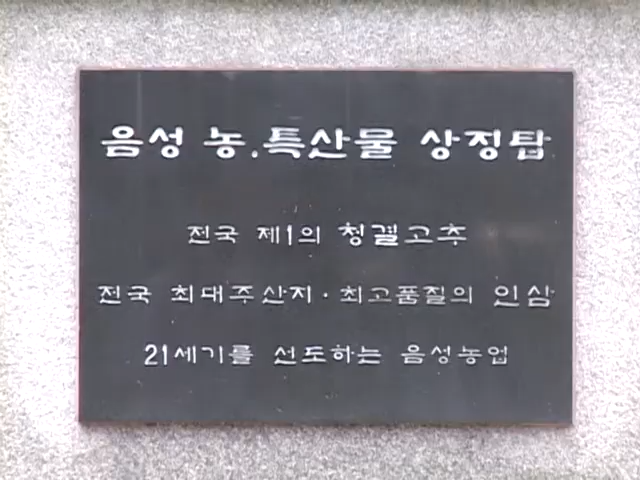 음성 농.특산물 상징탑
전국 제1의 청결고추
전국 최대주산지·최고품질의 인삼
21세기를 선도하는 음성농업